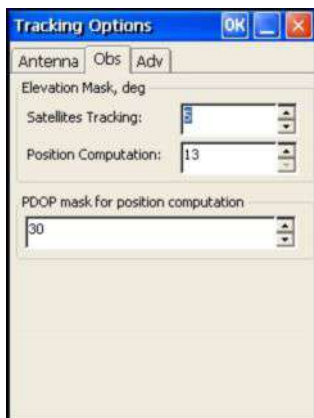 Tracking Options OK
Antenna Obs Adv
Elevation Mask, deg
Satellites Tracking: 5
Position Computation: 13
PDOP mask for position computation
30